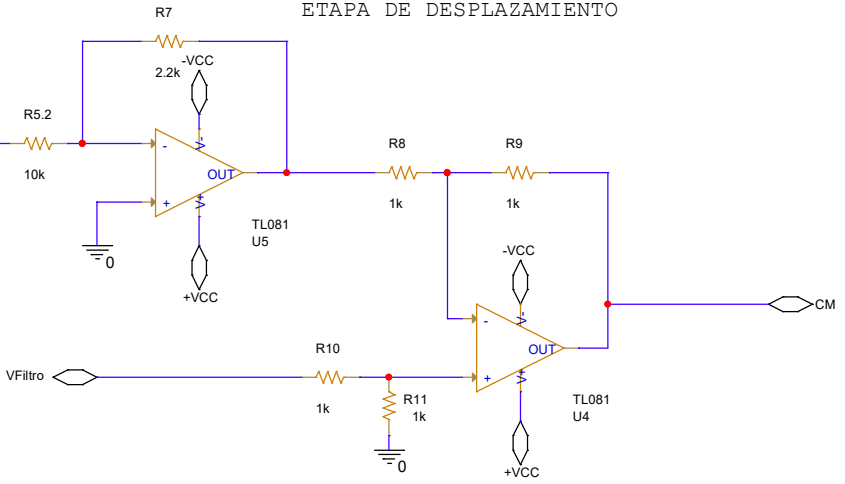 ETAPA DE DESPLAZAMIENTO
R7
2.2k
-VCC
R5.2
10k
-
+
V-
OUT
V+
TL081
U5
0
+VCC
R8
1k
R9
1k
-VCC
-
+
V-
OUT
V+
TL081
U4
CM
VFiltro
R10
1k
R11
1k
0
+VCC